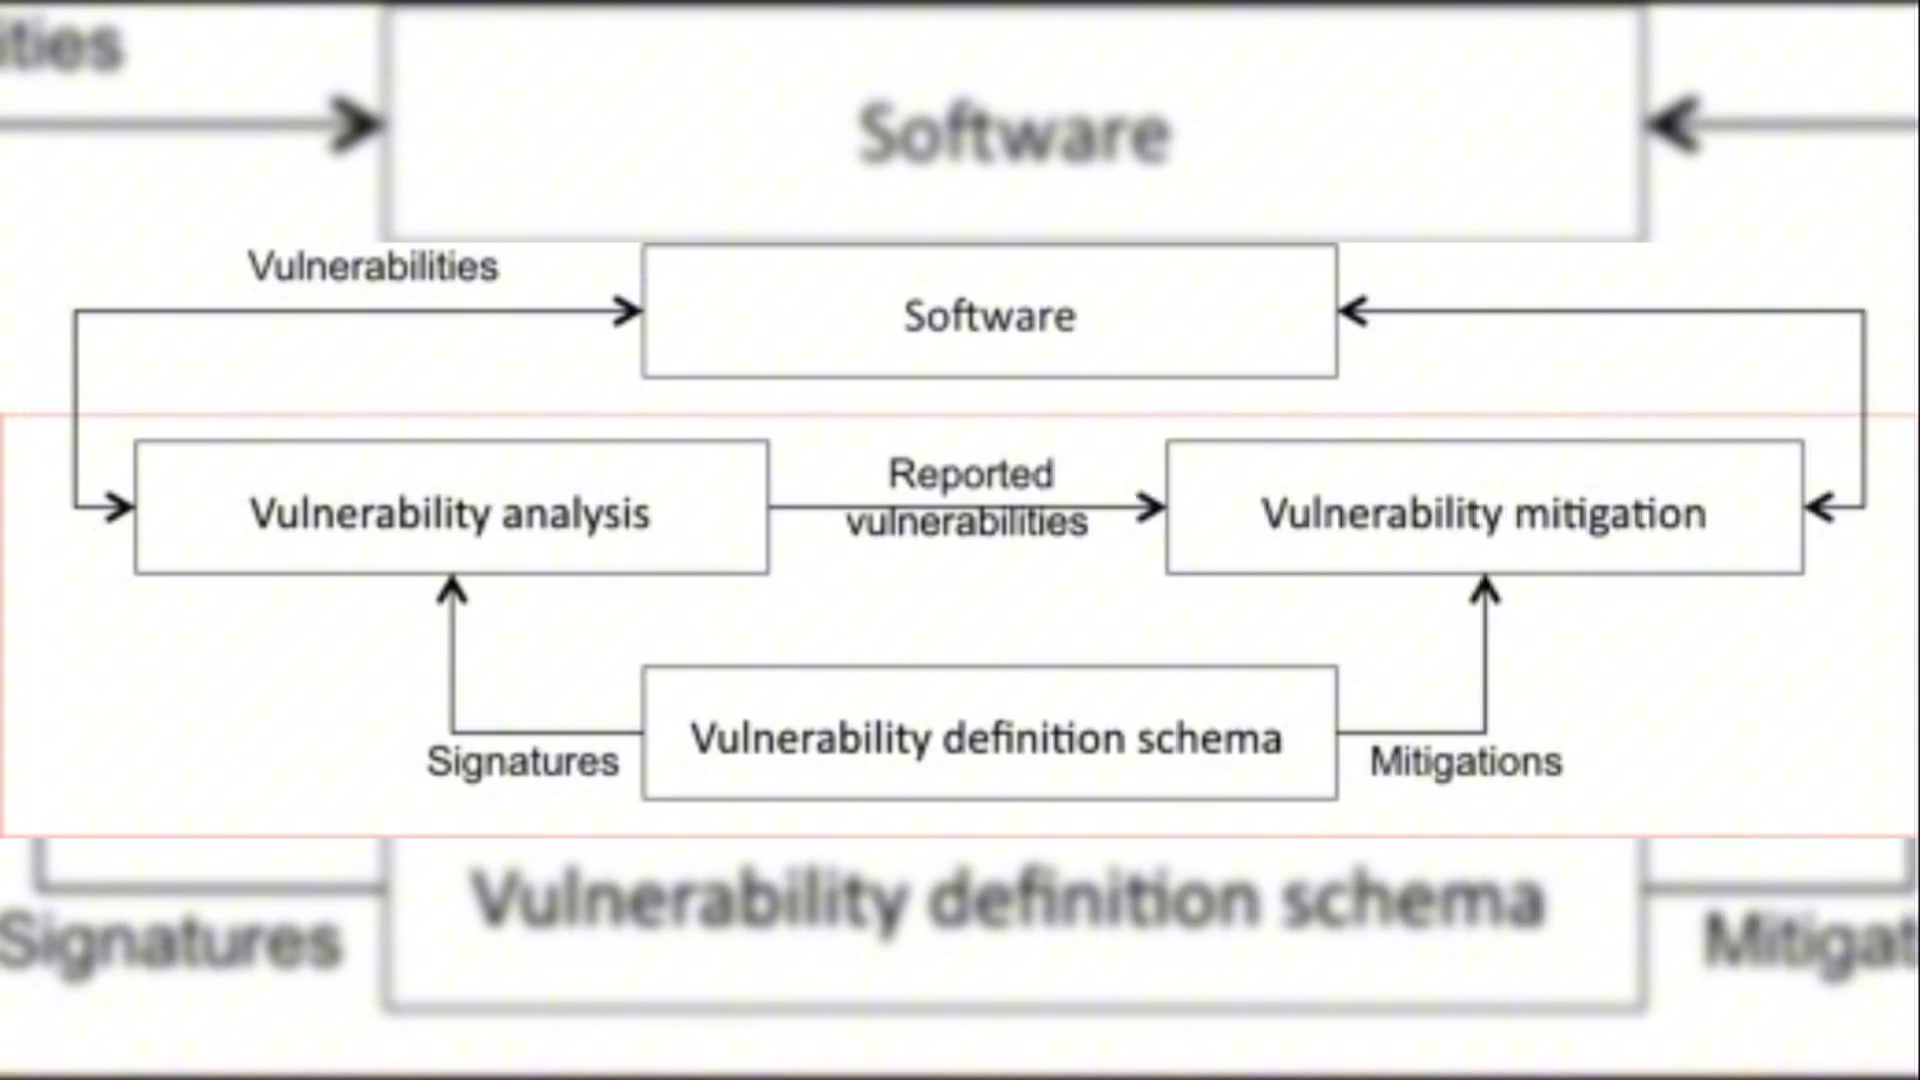 ities
Software
Vulnerabilities
Software
Reported
vulnerabilities
Vulnerability analysis
Vulnerability mitigation
Vulnerability definition schema
Signatures
Mitigations
Vulnerability definition schema
Signatures
Mitigat